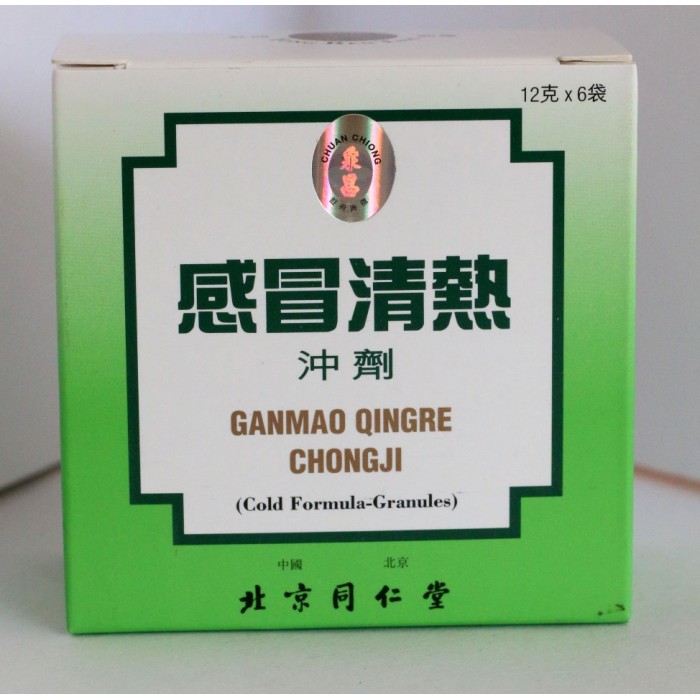 12克 x 6袋
CHUAN CHIONG
泉昌
感冒清熱
沖劑
GANMAO QINGRE
CHONGJI
(Cold Formula-Granules)
中國 北京
北京同仁堂